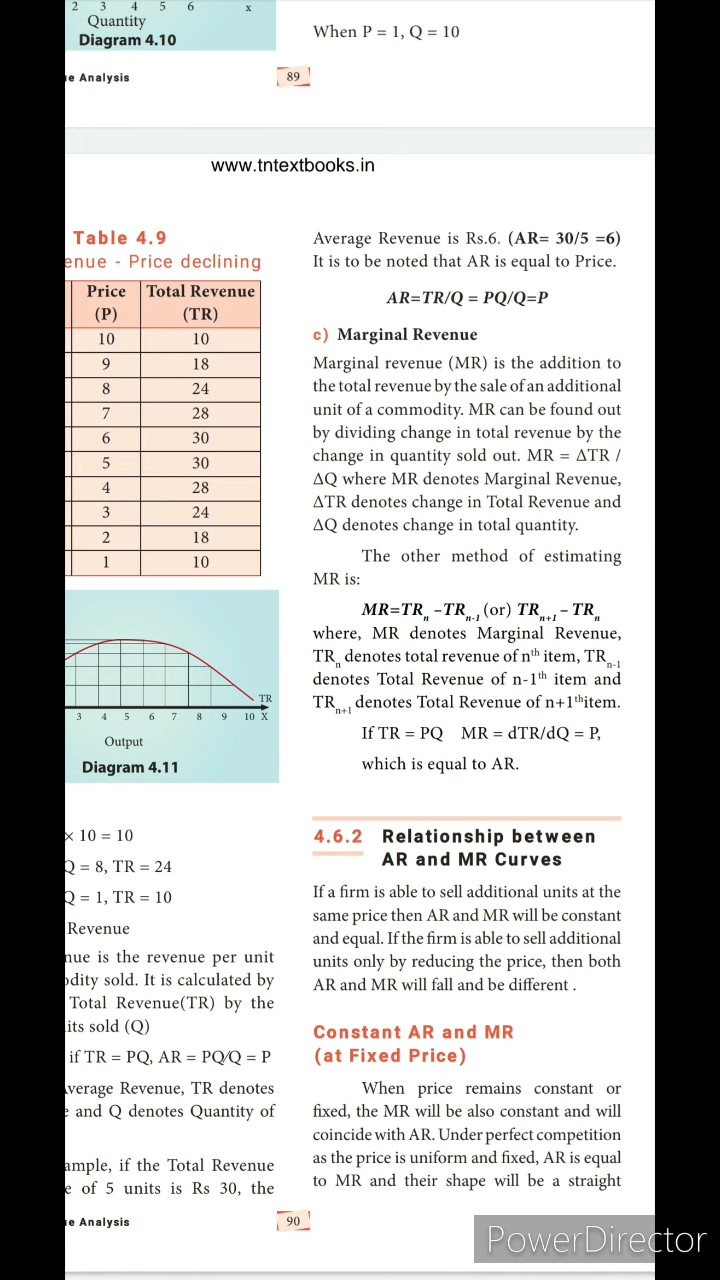 2 3 4 5 6 x
Quantity
Diagram 4.10
Analysis
When P = 1, Q = 10
89
www.tntextbooks.in
Table 4.9
enue - Price declining
Price Total Revenue
(P) (TR)
10 10
9 18
8 24
7 28
6 30
5 30
4 28
3 24
2 18
1 10
TR
3 4 5 6 7 8 9 10 X
Output
Diagram 4.11
× 10 = 10
Q = 8, TR = 24
Q = 1, TR = 10
Revenue
nue is the revenue per unit
odity sold. It is calculated by
Total Revenue(TR) by the
its sold (Q)
if TR = PQ, AR = PQ/Q = P
Average Revenue, TR denotes
e and Q denotes Quantity of
ample, if the Total Revenue
e of 5 units is Rs 30, the
ue Analysis
Average Revenue is Rs.6. (AR= 30/5 =6)
It is to be noted that AR is equal to Price.
AR=TR/Q = PQ/Q=P
c) Marginal Revenue
Marginal revenue (MR) is the addition to
the total revenue by the sale of an additional
unit of a commodity. MR can be found out
by dividing change in total revenue by the
change in quantity sold out. MR = ΔTR /
ΔQ where MR denotes Marginal Revenue,
ΔTR denotes change in Total Revenue and
ΔQ denotes change in total quantity.
The other method of estimating
MR is:
MR=TRn –TRn-1 (or) TRn+1 – TRn
where, MR denotes Marginal Revenue,
TRn denotes total revenue of nth item, TRn-1
denotes Total Revenue of n-1th item and
TRn+1 denotes Total Revenue of n+1th item.
If TR = PQ MR = dTR/dQ = P,
which is equal to AR.
4.6.2 Relationship between
AR and MR Curves
If a firm is able to sell additional units at the
same price then AR and MR will be constant
and equal. If the firm is able to sell additional
units only by reducing the price, then both
AR and MR will fall and be different .
Constant AR and MR
(at Fixed Price)
When price remains constant or
fixed, the MR will be also constant and will
coincide with AR. Under perfect competition
as the price is uniform and fixed, AR is equal
to MR and their shape will be a straight
90
PowerDirector